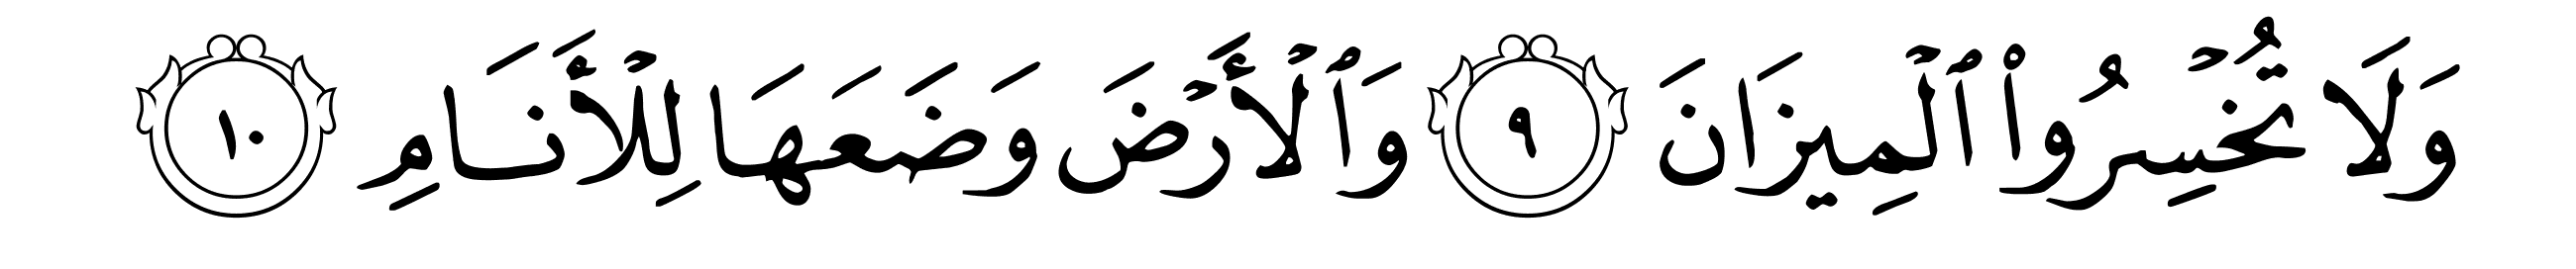 وَلَا تُخْسِرُوا۟ ٱلْمِيزَانَ ٩ وَٱلْأَرْضَ وَضَعَهَا لِلْأَنَامِ ١٠